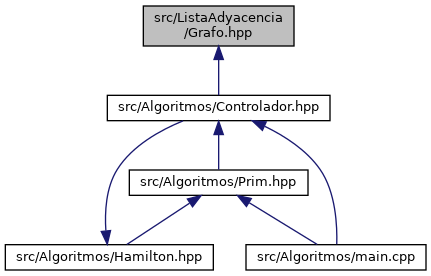 src/ListaAdyacencia
/Grafo.hpp
src/Algoritmos/Controlador.hpp
src/Algoritmos/Prim.hpp
src/Algoritmos/Hamilton.hpp
src/Algoritmos/main.cpp